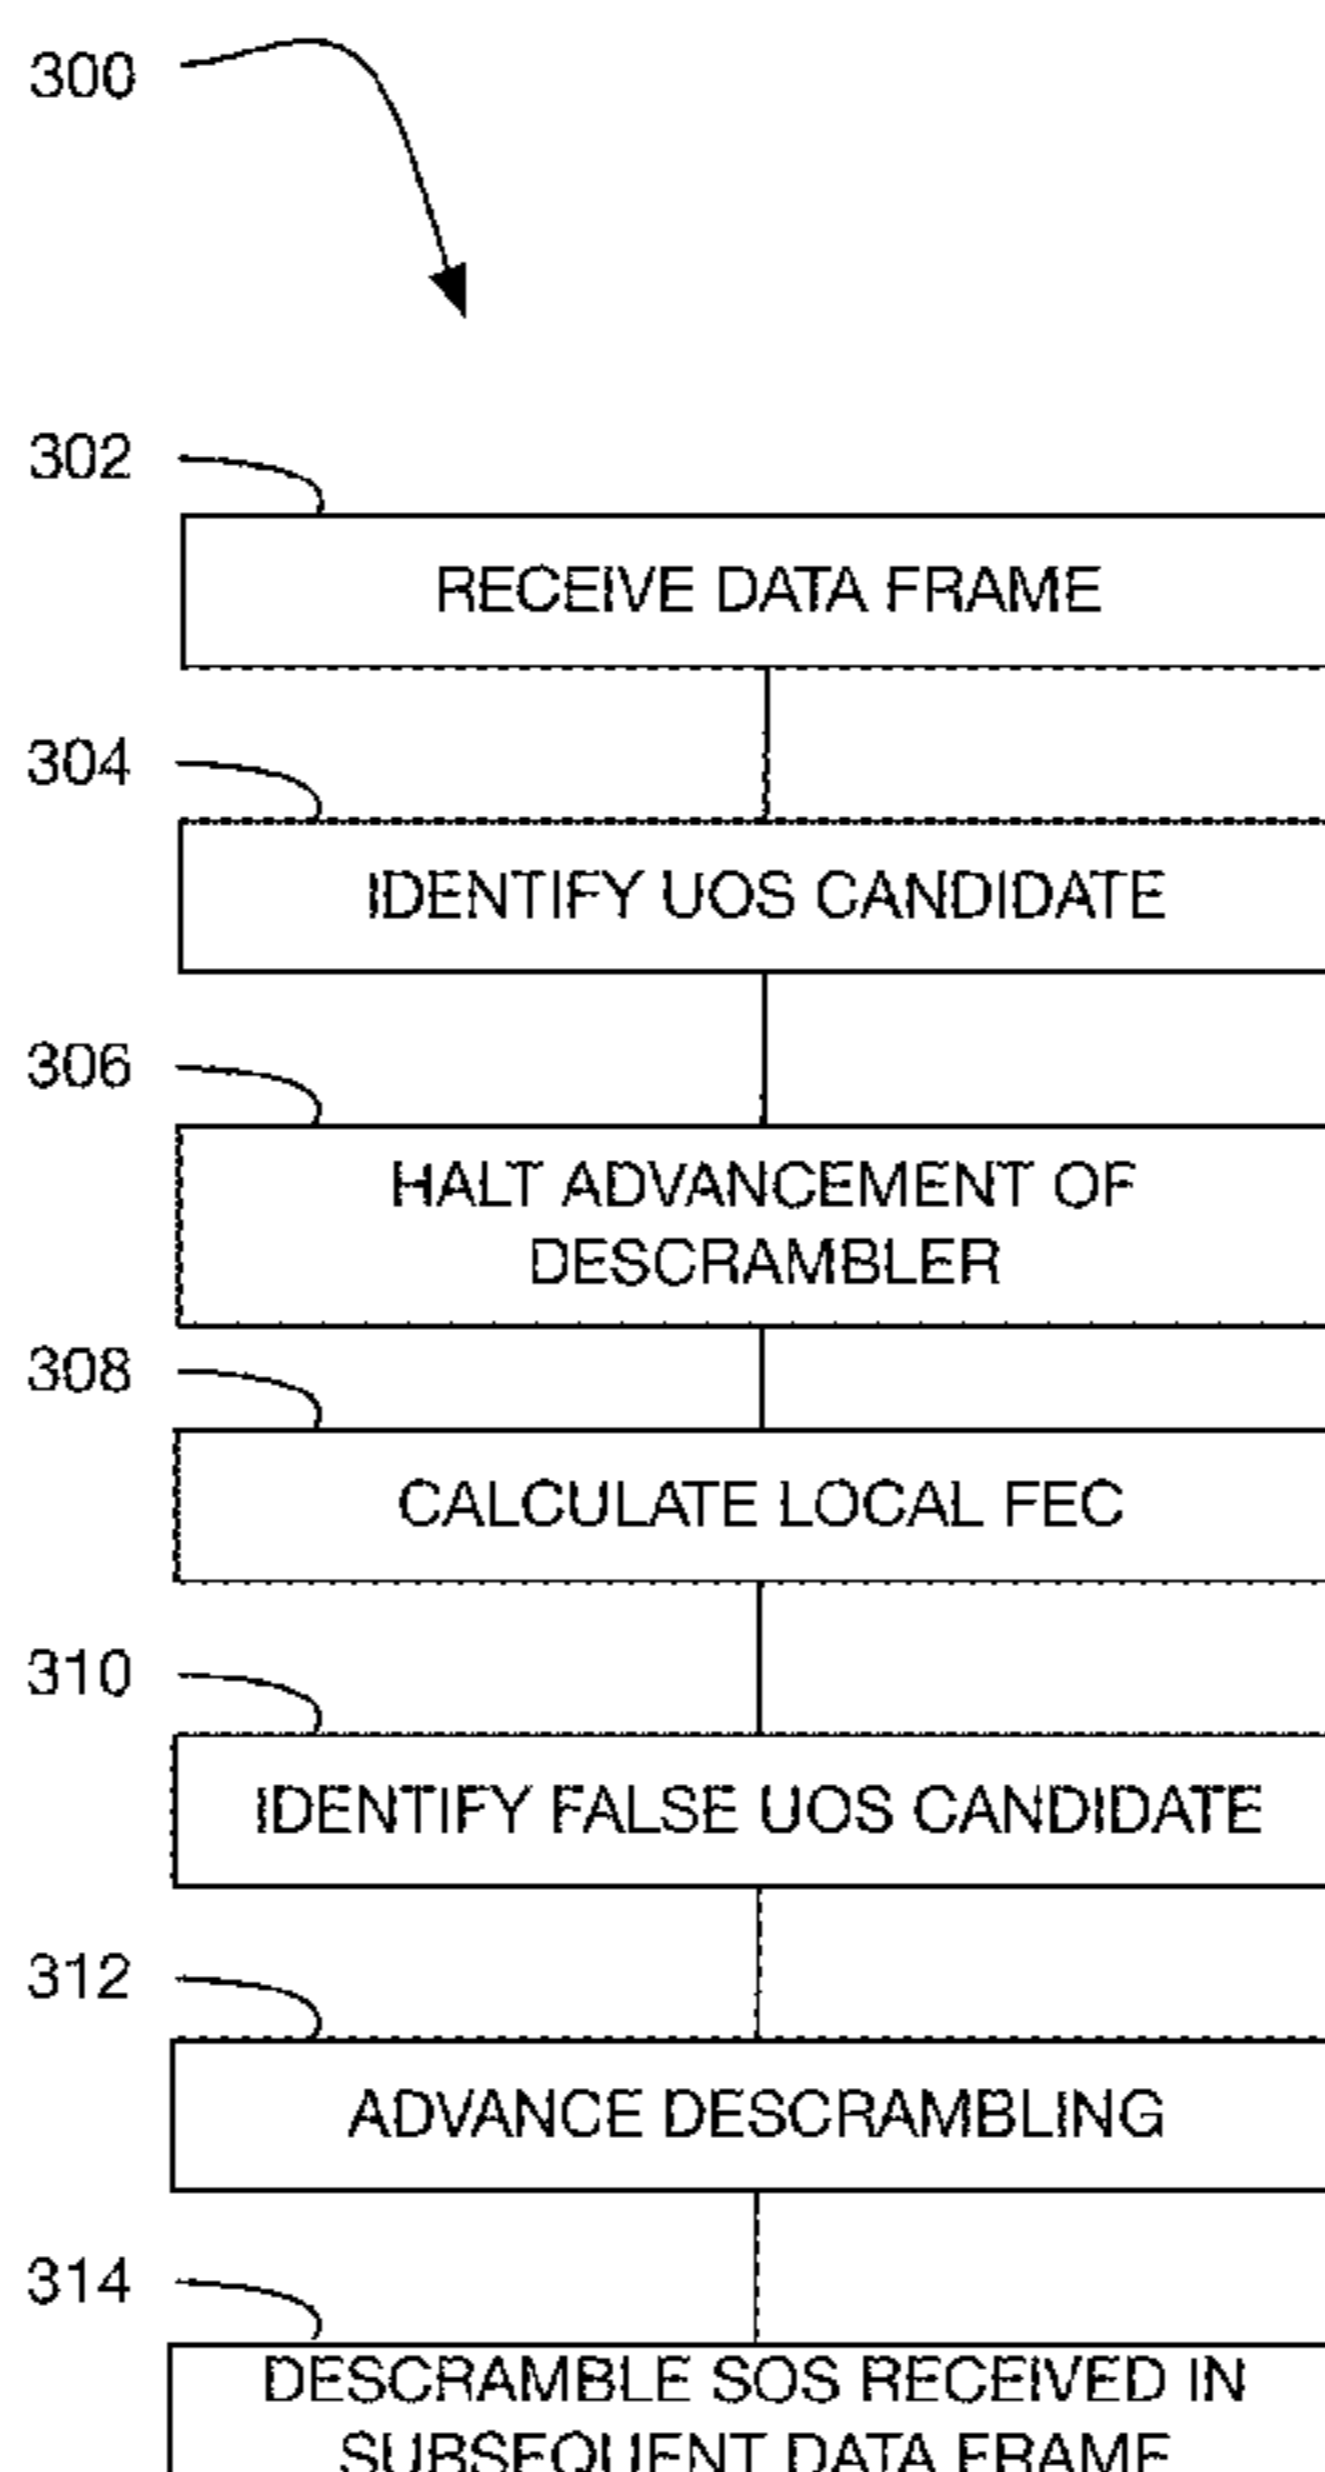 300
302
RECEIVE DATA FRAME
304
IDENTIFY UOS CANDIDATE
306
HALT ADVANCEMENT OF
DESCRAMBLER
308
CALCULATE LOCAL FEC
310
IDENTIFY FALSE UOS CANDIDATE
312
ADVANCE DESCRAMBLING
314
DESCRAMBLE SOS RECEIVED IN
SUBSEQUENT DATA FRAME